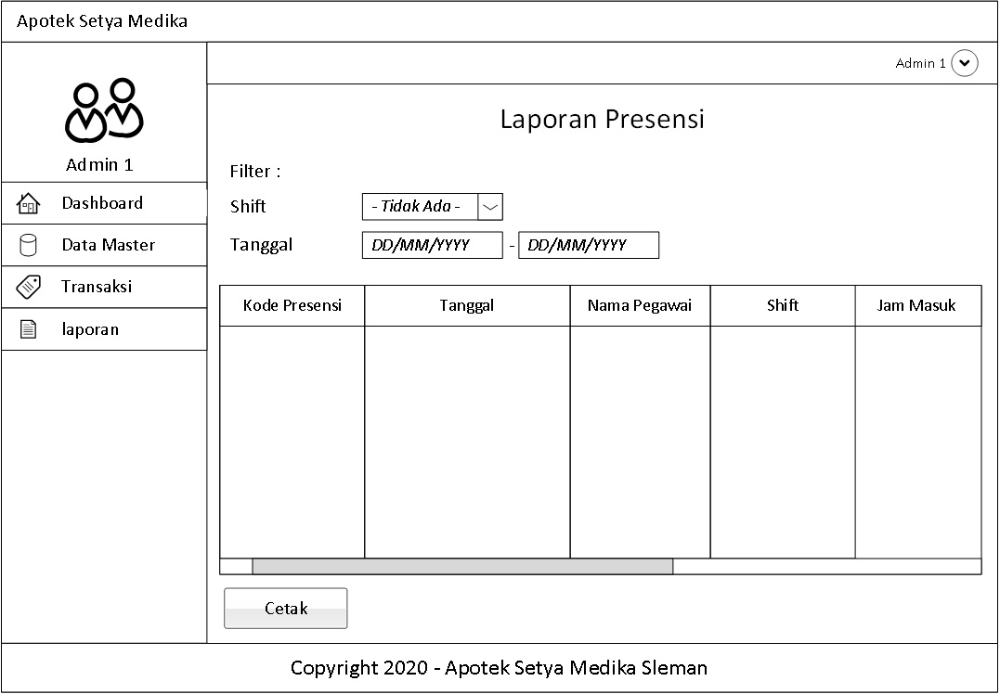 Apotek Setya Medika
Admin 1
Admin 1
Dashboard
Data Master
Transaksi
laporan
Laporan Presensi
Filter :
Shift - Tidak Ada -
Tanggal DD/MM/YYYY - DD/MM/YYYY
Kode Presensi Tanggal Nama Pegawai Shift Jam Masuk
Cetak
Copyright 2020 - Apotek Setya Medika Sleman